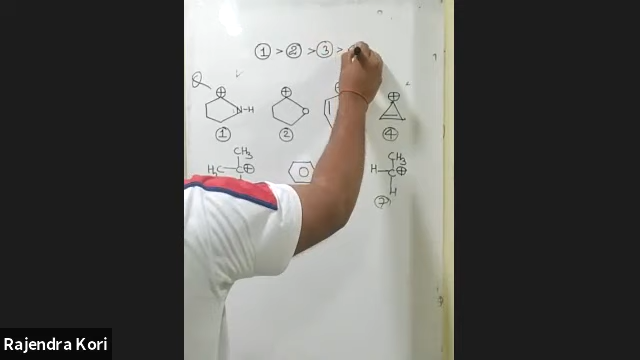 1 > 2 > 3 >
Q
⊕ ⊕ ⊕
N-H O
1 2 4
CH3 CH3
H3C-C⊕ H-C⊕
H
7
Rajendra Kori